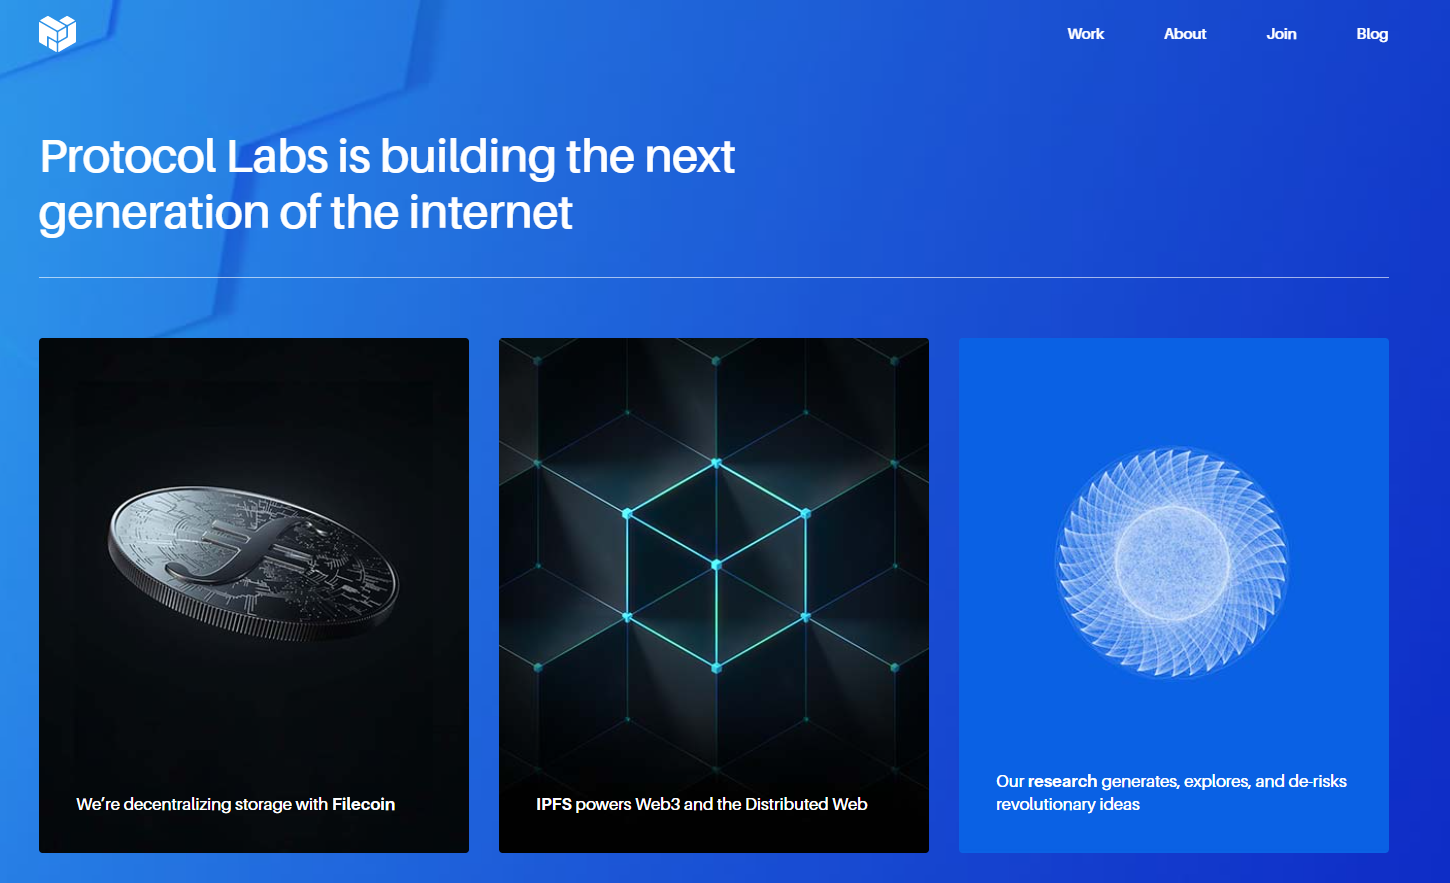 Work
About
Join
Blog
Protocol Labs is building the next
generation of the internet
We’re decentralizing storage with Filecoin
IPFS powers Web3 and the Distributed Web
Our research generates, explores, and de-risks
revolutionary ideas